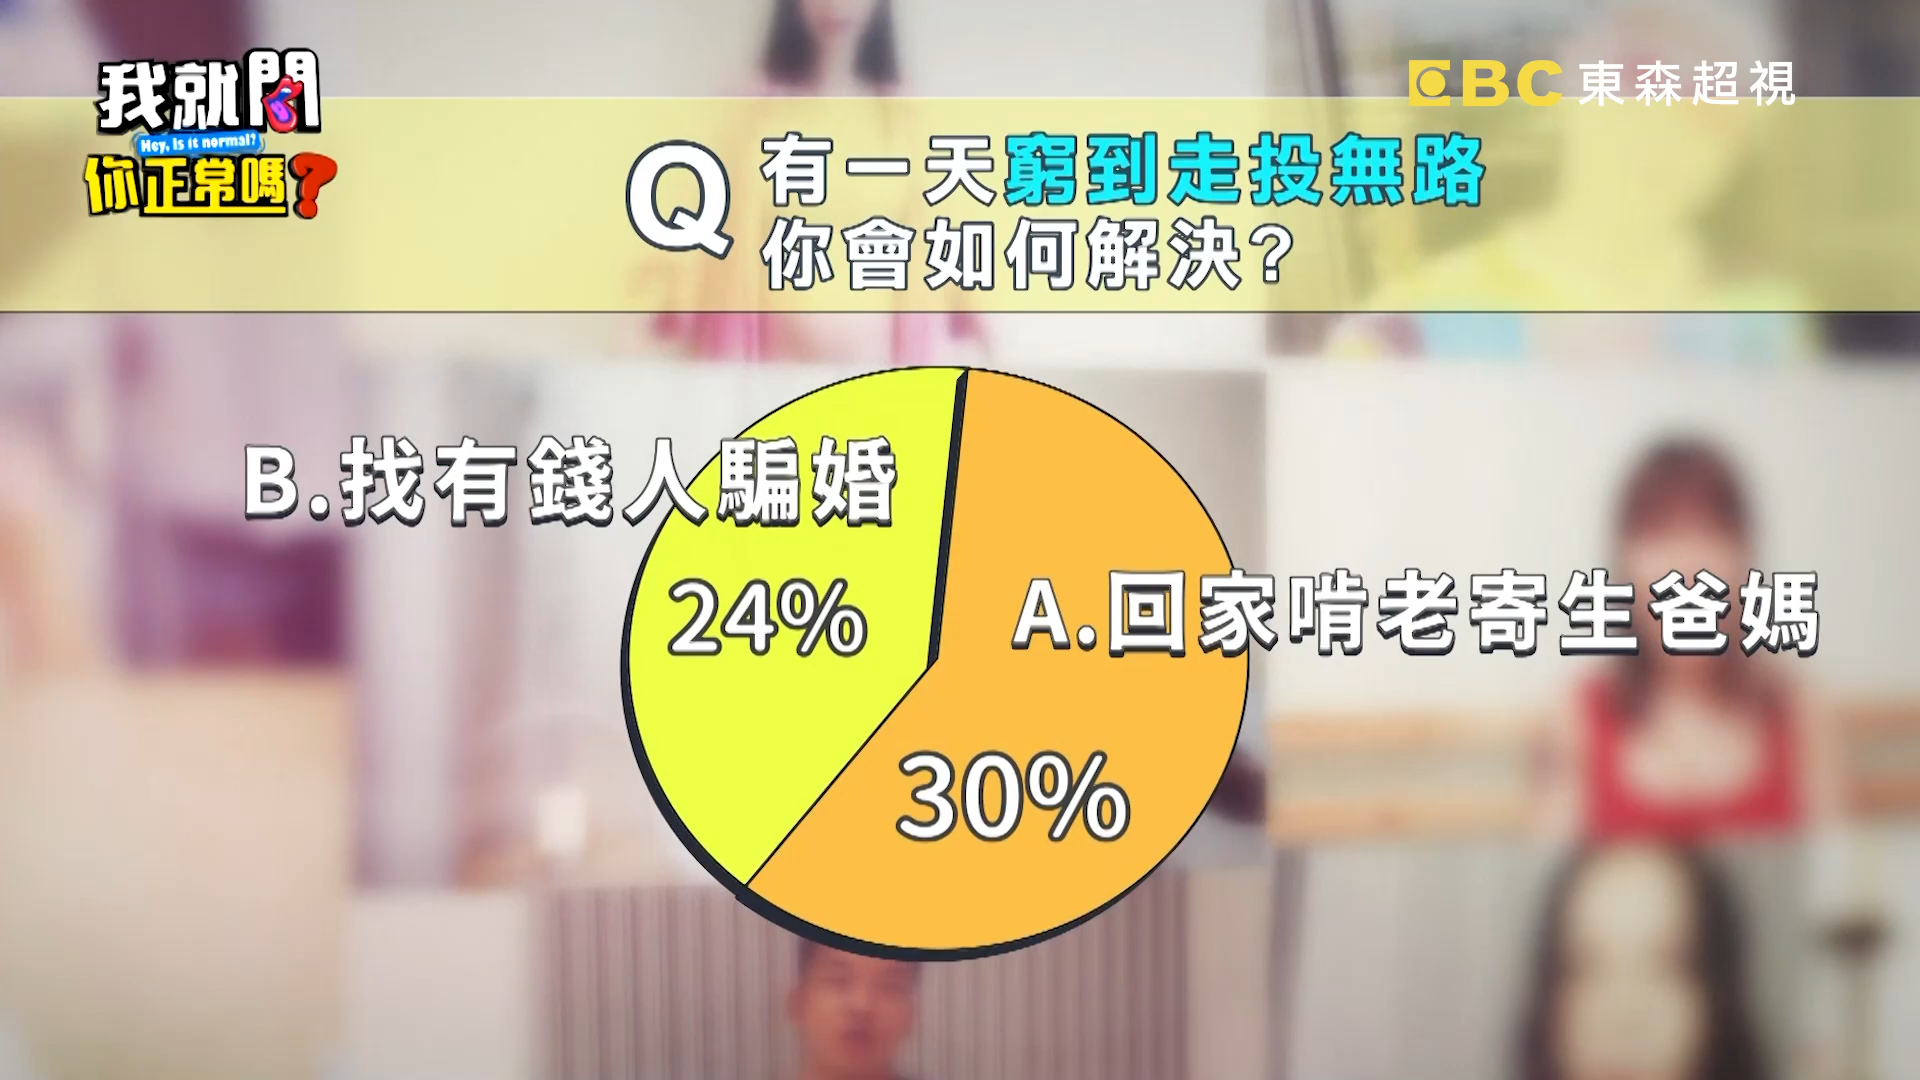 我就問
Hey, is it normal?
你正常嗎?
EBC 東森超視
Q 有一天窮到走投無路
你會如何解決?
B.找有錢人騙婚
24%
A.回家啃老寄生爸媽
30%